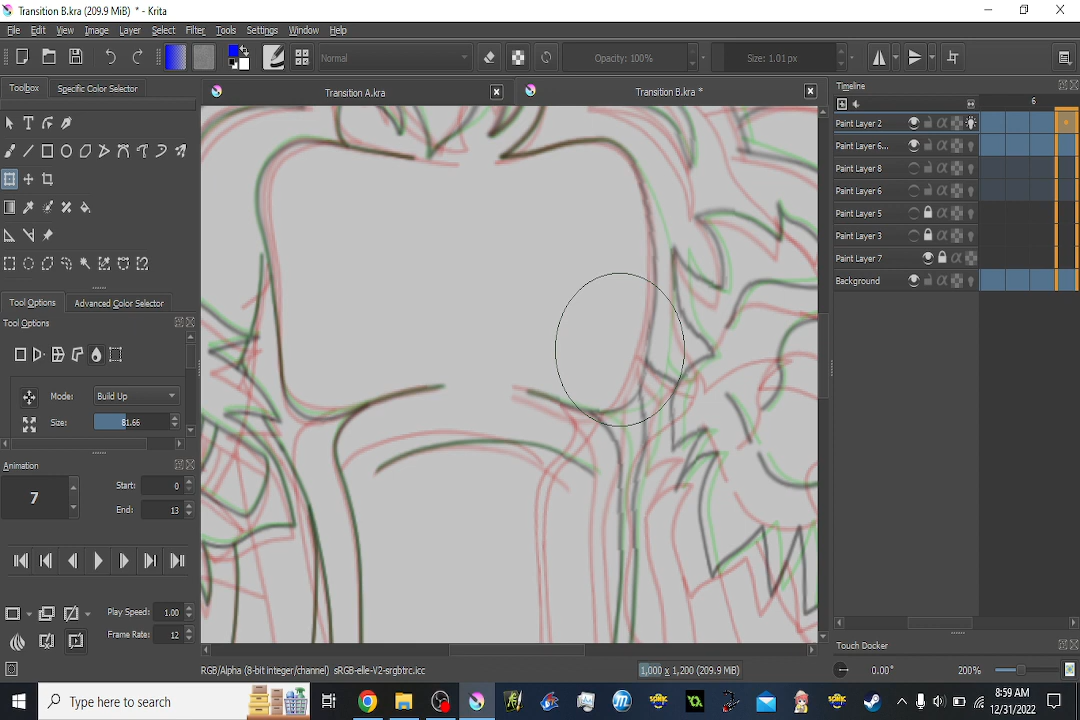 Transition B.kra (209.9 MiB) * - Krita
File Edit View Image Layer Select Filter Tools Settings Window Help
Normal
Opacity: 100%
Size: 1.01 px
Toolbox
Specific Color Selector
Transition A.kra
Transition B.kra *
Timeline
6
Paint Layer 2
Paint Layer 6...
Paint Layer 8
Paint Layer 6
Paint Layer 5
Paint Layer 3
Paint Layer 7
Background
Tool Options
Advanced Color Selector
Tool Options
Mode: Build Up
Size: 81.66
Animation
7
Start: 0
End: 13
Play Speed: 1.00
Frame Rate: 12
Touch Docker
RGB/Alpha (8-bit integer/channel) sRGB-elle-V2-srgbtrc.icc
1,000 x 1,200 (209.9 MiB)
0.00°
200%
Type here to search
8:59 AM
12/31/2022